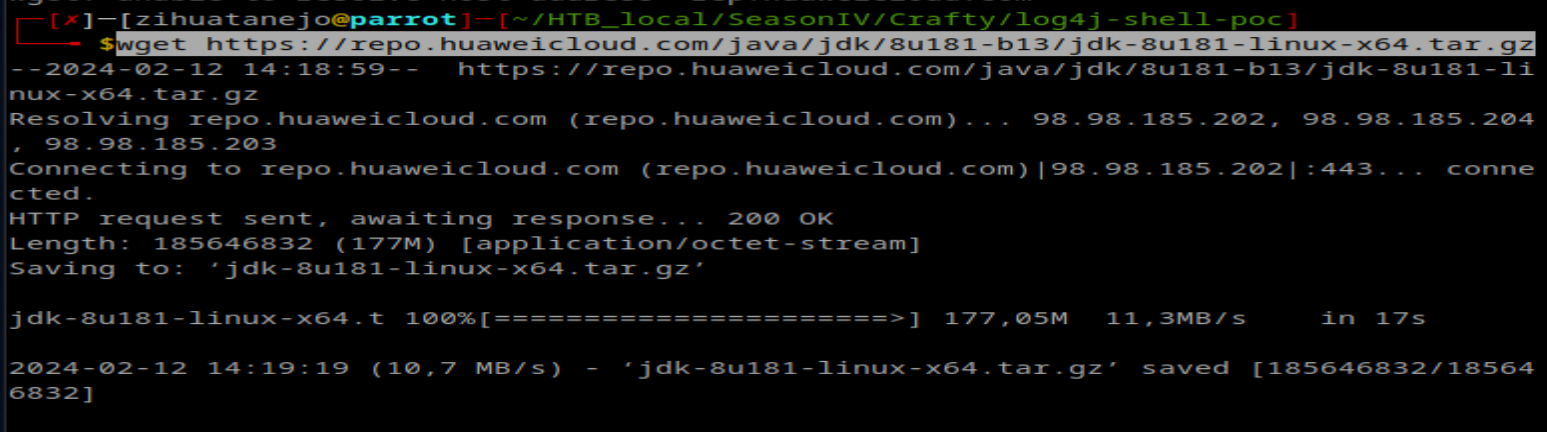 [✗]─[zihuatanejo@parrot]─[~/HTB_local/SeasonIV/Crafty/log4j-shell-poc]
$wget https://repo.huaweicloud.com/java/jdk/8u181-b13/jdk-8u181-linux-x64.tar.gz
--2024-02-12 14:18:59--  https://repo.huaweicloud.com/java/jdk/8u181-b13/jdk-8u181-li
nux-x64.tar.gz
Resolving repo.huaweicloud.com (repo.huaweicloud.com)... 98.98.185.202, 98.98.185.204
, 98.98.185.203
Connecting to repo.huaweicloud.com (repo.huaweicloud.com)|98.98.185.202|:443... conne
cted.
HTTP request sent, awaiting response... 200 OK
Length: 185646832 (177M) [application/octet-stream]
Saving to: ‘jdk-8u181-linux-x64.tar.gz’
jdk-8u181-linux-x64.t 100%[======================>] 177,05M  11,3MB/s    in 17s
2024-02-12 14:19:19 (10,7 MB/s) - ‘jdk-8u181-linux-x64.tar.gz’ saved [185646832/18564
6832]